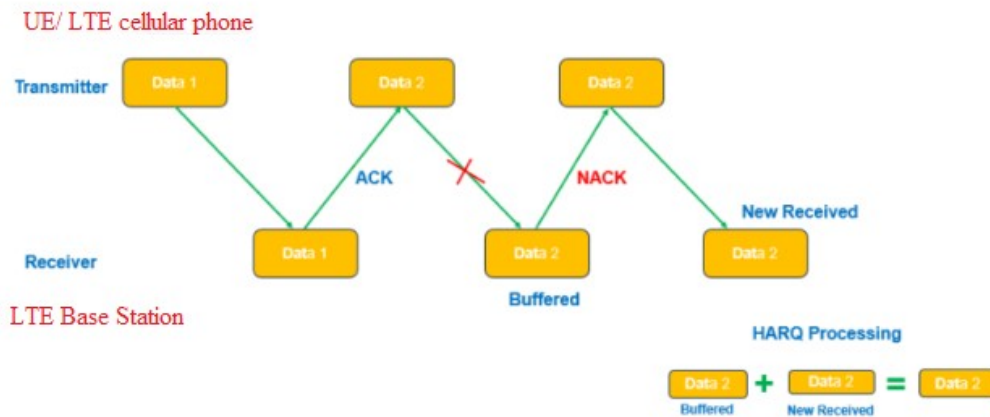 UE/ LTE cellular phone
Transmitter
Data 1
Data 2
Data 2
ACK
NACK
New Received
Receiver
Data 1
Data 2
Data 2
Buffered
LTE Base Station
HARQ Processing
Data 2 + Data 2 = Data 2
Buffered New Received